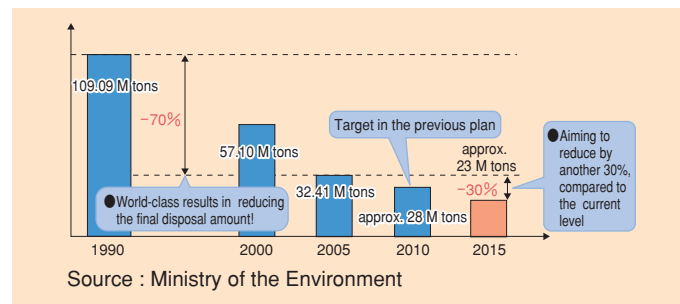 109.09 M tons
−70%
●World-class results in reducing
the final disposal amount!
57.10 M tons
32.41 M tons
Target in the previous plan
approx. 28 M tons
approx.
23 M tons
−30%
●Aiming to
reduce by
another 30%,
compared to
the current
level
1990 2000 2005 2010 2015
Source : Ministry of the Environment